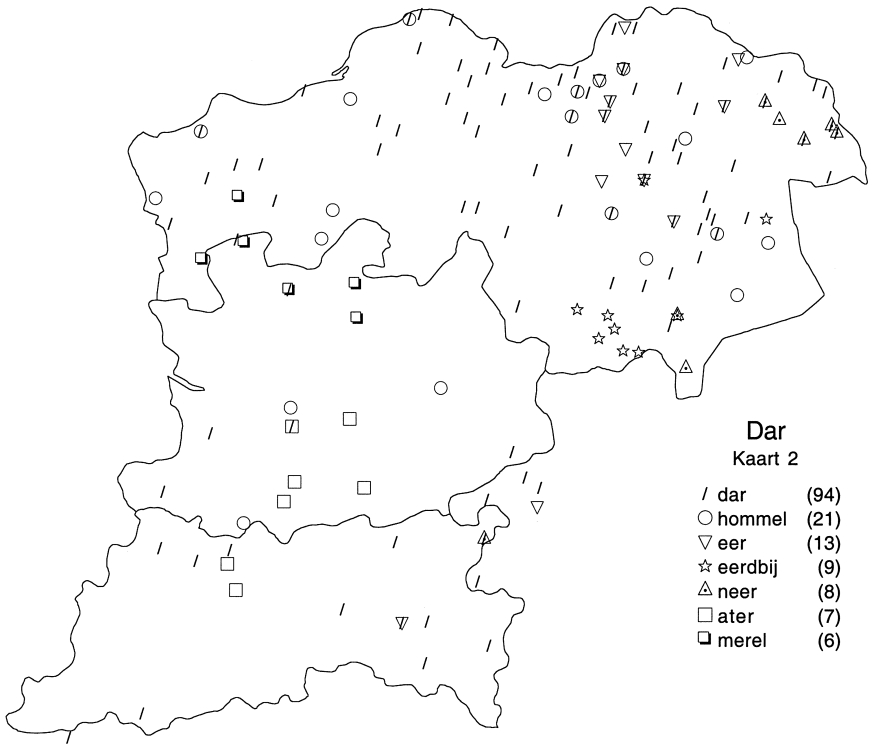 Dar
Kaart 2
dar (94)
hommel (21)
eer (13)
eerdbij (9)
neer (8)
ater (7)
merel (6)